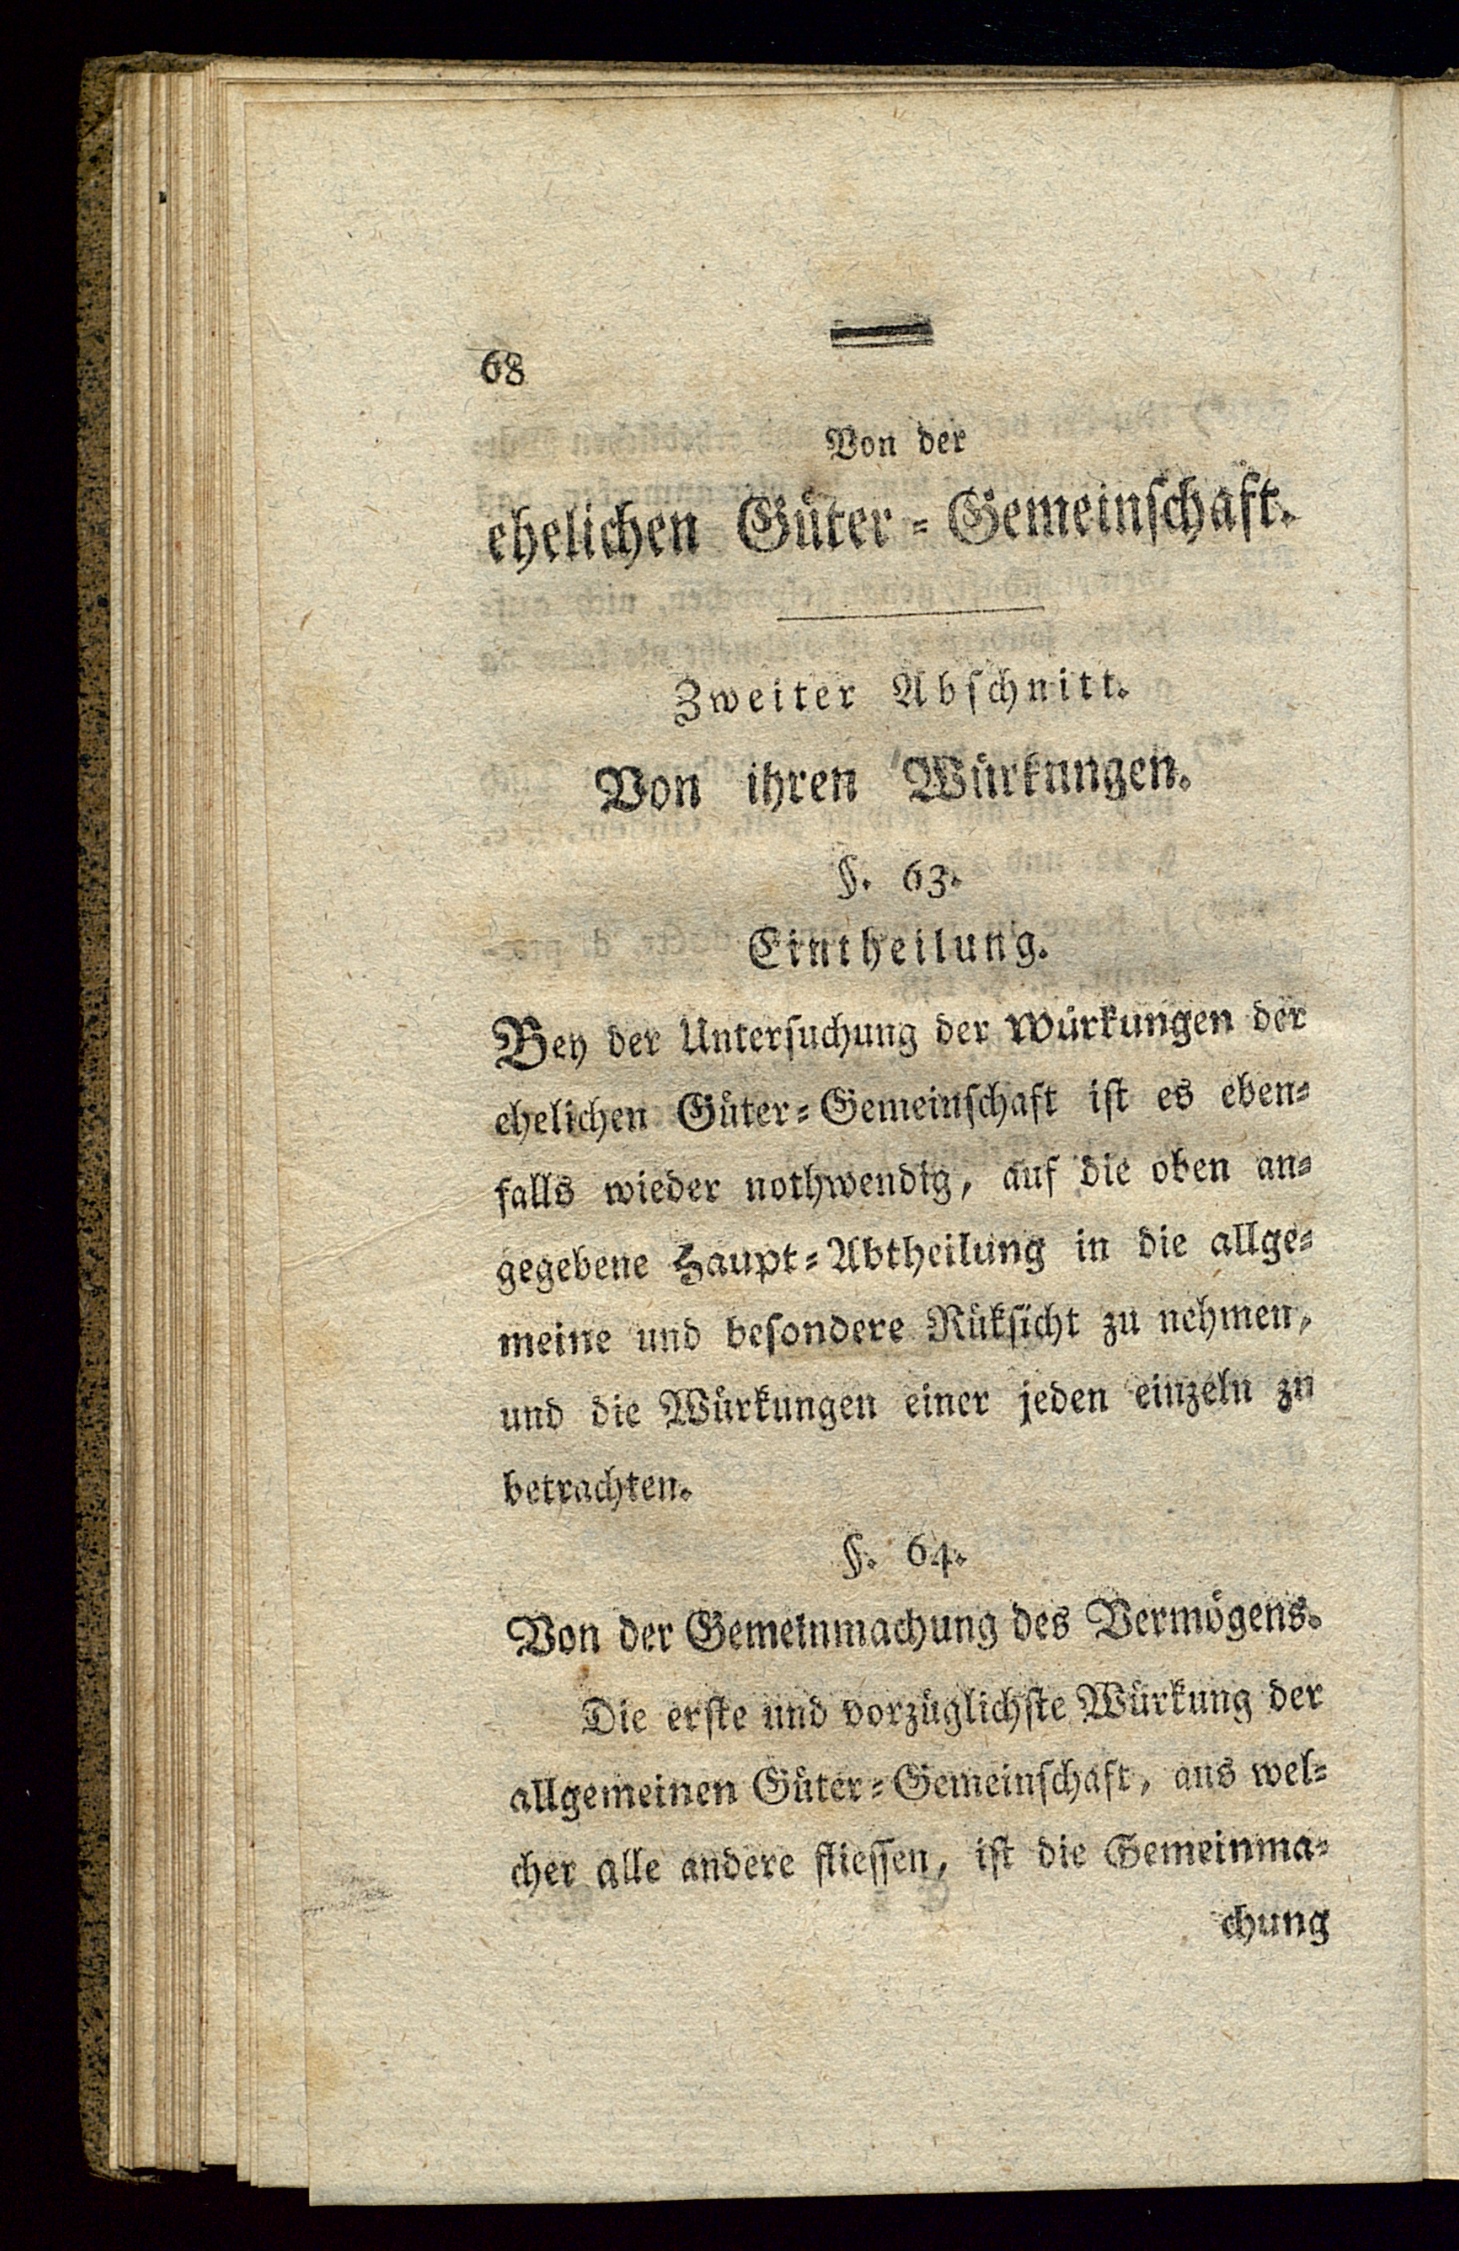 68
Von der
ehelichen Güter-Gemeinschaft.
Zweiter Abschnitt.
Von ihren Würkungen.
§. 63.
Eintheilung.
Bey der Untersuchung der Würkungen der
ehelichen Güter-Gemeinschaft ist es eben-
falls wieder nothwendig, auf die oben an-
gegebene Haupt-Abtheilung in die allge-
meine und besondere Rüksicht zu nehmen,
und die Würkungen einer jeden einzeln zu
betrachten.
§. 64.
Von der Gemeinmachung des Vermögens.
Die erste und vorzüglichste Würkung der
allgemeinen Güter-Gemeinschaft, aus wel-
cher alle andere fliessen, ist die Gemeinma-
chung